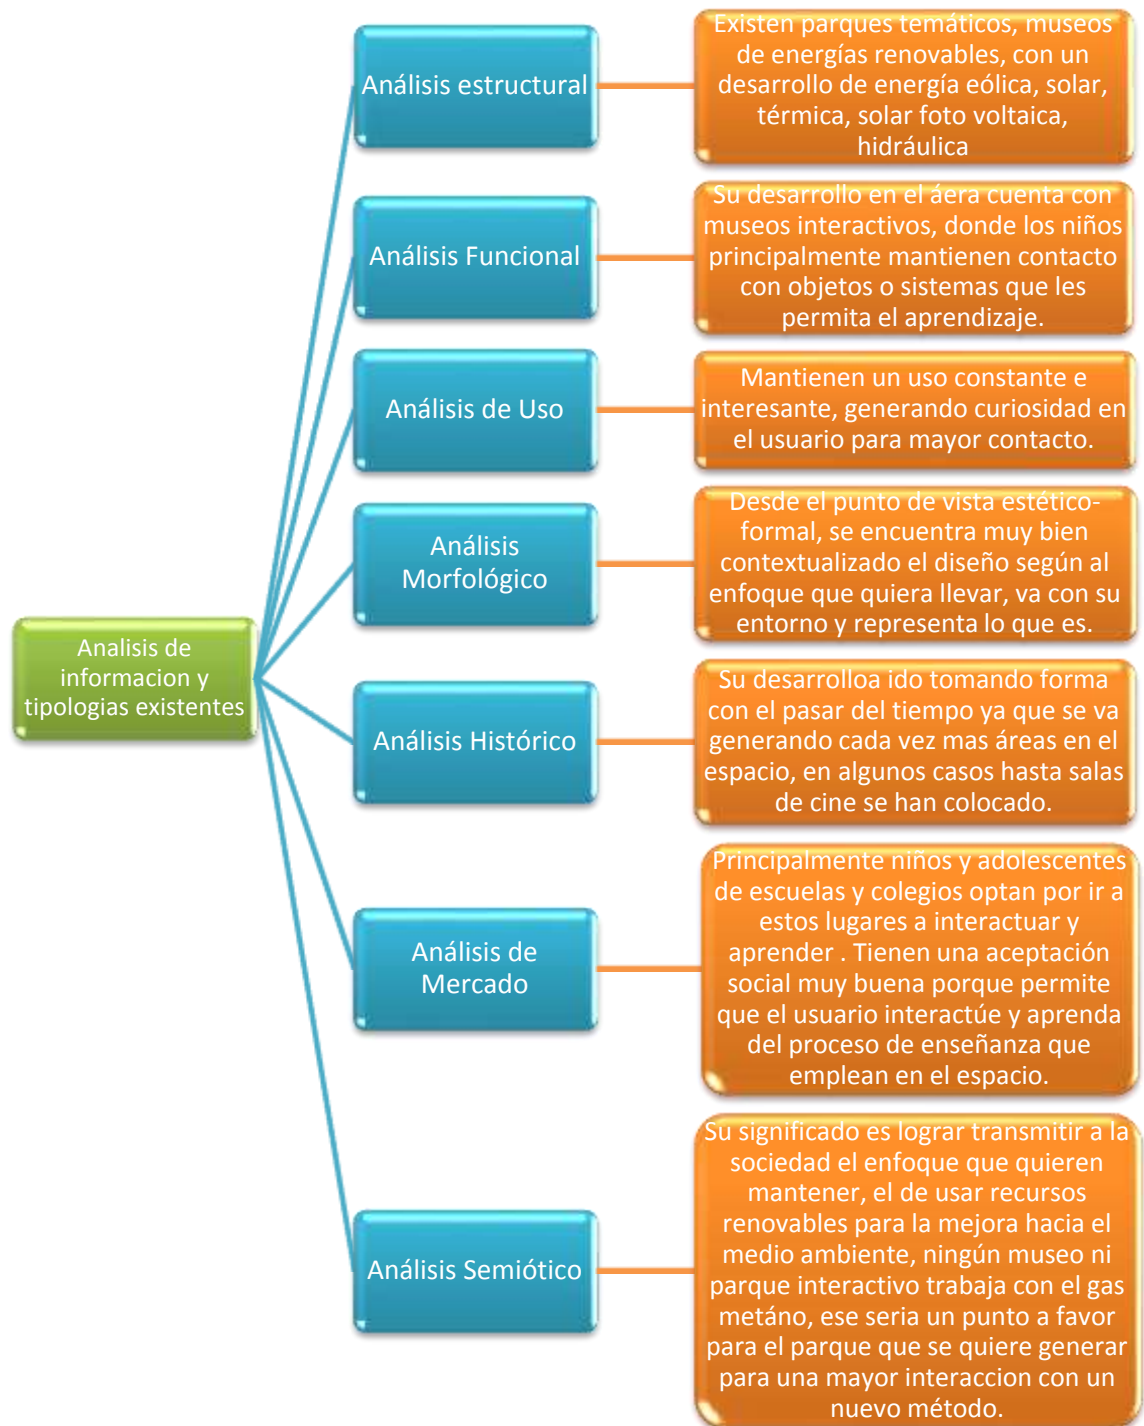 Analisis de
informacion y
tipologias existentes
Análisis estructural
Existen parques temáticos, museos
de energías renovables, con un
desarrollo de energía eólica, solar,
térmica, solar foto voltaica,
hidráulica
Análisis Funcional
Su desarrollo en el áera cuenta con
museos interactivos, donde los niños
principalmente mantienen contacto
con objetos o sistemas que les
permita el aprendizaje.
Análisis de Uso
Mantienen un uso constante e
interesante, generando curiosidad en
el usuario para mayor contacto.
Análisis
Morfológico
Desde el punto de vista estético-
formal, se encuentra muy bien
contextualizado el diseño según al
enfoque que quiera llevar, va con su
entorno y representa lo que es.
Análisis Histórico
Su desarrolloa ido tomando forma
con el pasar del tiempo ya que se va
generando cada vez mas áreas en el
espacio, en algunos casos hasta salas
de cine se han colocado.
Análisis de
Mercado
Principalmente niños y adolescentes
de escuelas y colegios optan por ir a
estos lugares a interactuar y
aprender . Tienen una aceptación
social muy buena porque permite
que el usuario interactúe y aprenda
del proceso de enseñanza que
emplean en el espacio.
Análisis Semiótico
Su significado es lograr transmitir a la
sociedad el enfoque que quieren
mantener, el de usar recursos
renovables para la mejora hacia el
medio ambiente, ningún museo ni
parque interactivo trabaja con el gas
metáno, ese seria un punto a favor
para el parque que se quiere generar
para una mayor interaccion con un
nuevo método.